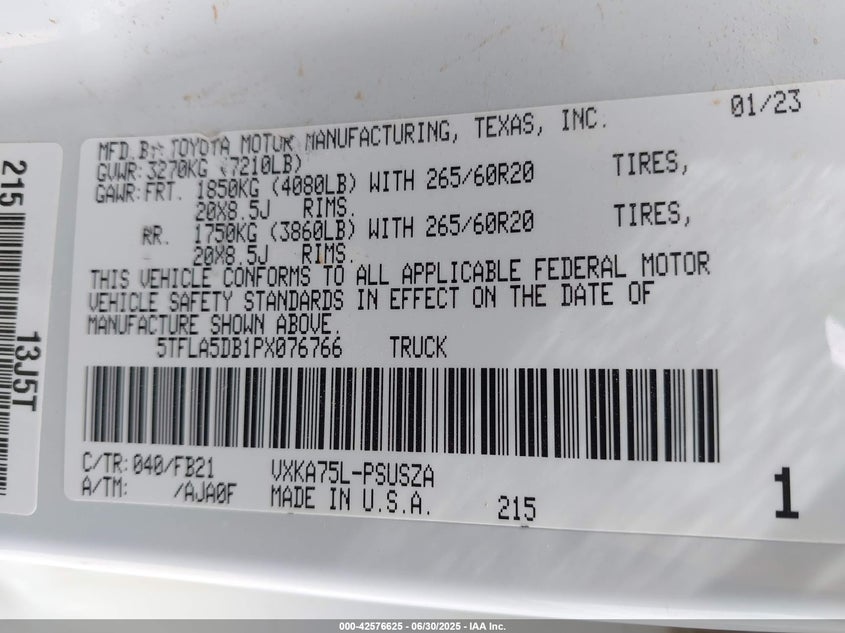 01/23
MFD. BY TOYOTA MOTOR MANUFACTURING, TEXAS, INC.
GVWR: 3270KG (7210LB)
GAWR: FRT. 1850KG (4080LB) WITH 265/60R20 TIRES,
20X8.5J RIMS.
RR. 1750KG (3860LB) WITH 265/60R20 TIRES,
20X8.5J RIMS.
THIS VEHICLE CONFORMS TO ALL APPLICABLE FEDERAL MOTOR
VEHICLE SAFETY STANDARDS IN EFFECT ON THE DATE OF
MANUFACTURE SHOWN ABOVE.
5TFLA5DB1PX076766 TRUCK
C/TR: 040/FB21 VXKA75L-PSUSZA
A/TM: /AJA0F MADE IN U.S.A. 215 1
215 13J5T
000-42576625 - 06/30/2025 - IAA Inc.